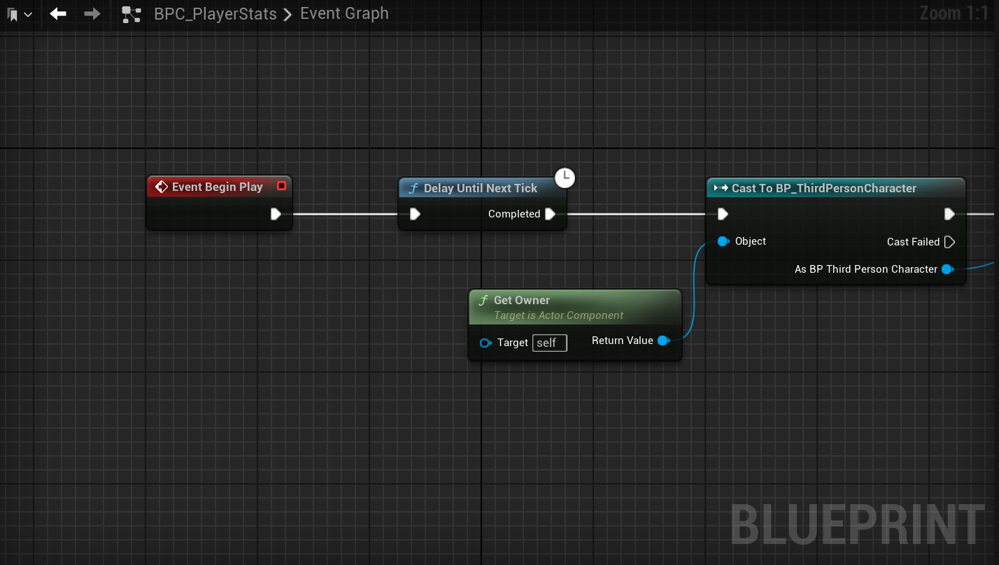 BPC_PlayerStats > Event Graph
Zoom 1:1
Event Begin Play
Delay Until Next Tick
Completed
Cast To BP_ThirdPersonCharacter
Object
Cast Failed
As BP Third Person Character
Get Owner
Target is Actor Component
Target self
Return Value
BLUEPRINT